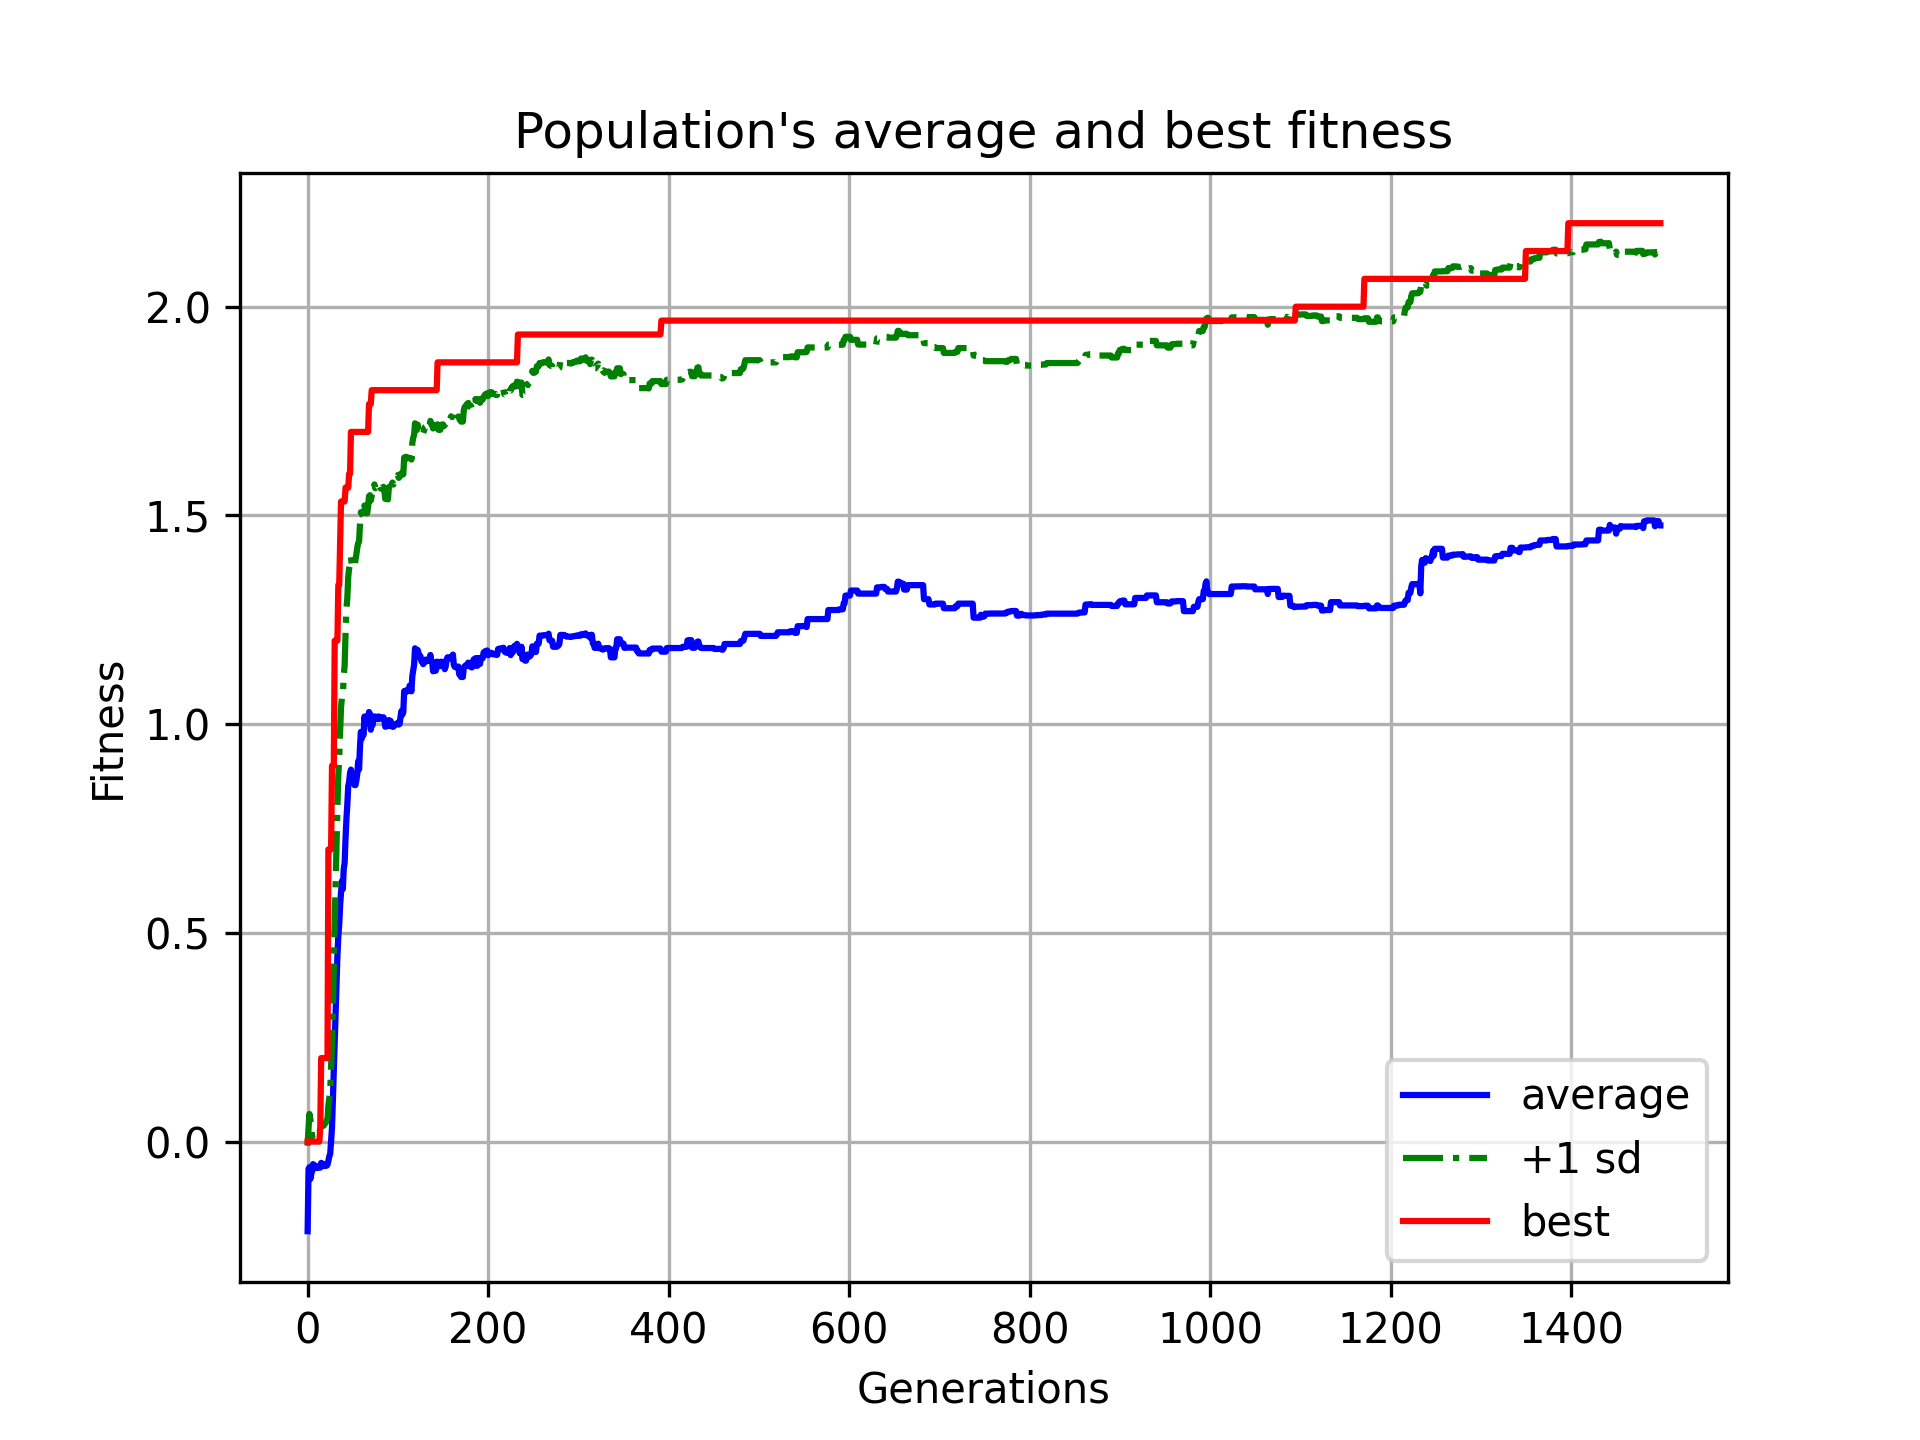 Population's average and best fitness
Fitness
2.0
1.5
1.0
0.5
0.0
0 200 400 600 800 1000 1200 1400
Generations
average
+1 sd
best